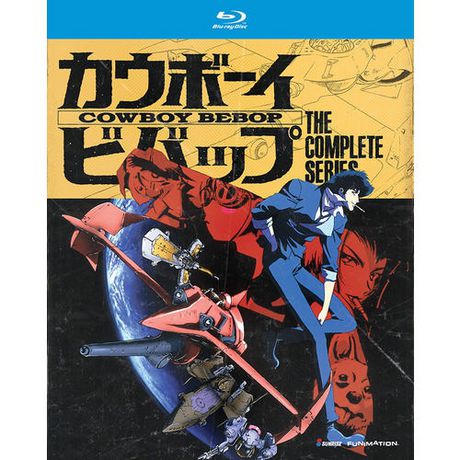 Blu-ray Disc
カウボーイ
COWBOY BEBOP
ビバップ
THE
COMPLETE
SERIES
SUNRISE
FUNIMATION